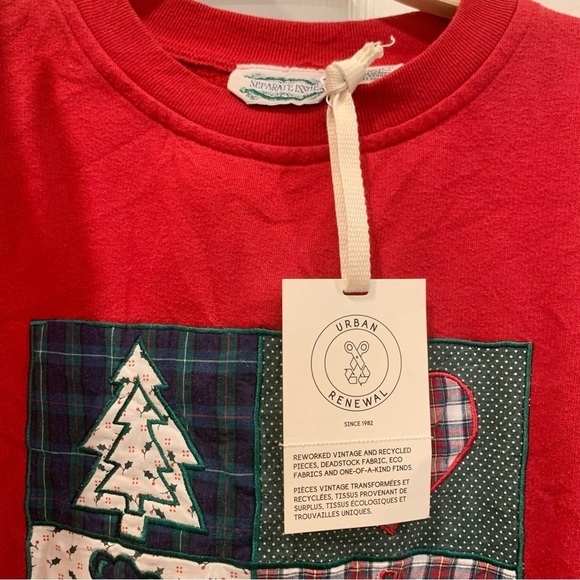 SEPARATE ISSUE
URBAN
RENEWAL
SINCE 1982
REWORKED VINTAGE AND RECYCLED
PIECES, DEADSTOCK FABRIC, ECO
FABRICS AND ONE-OF-A-KIND FINDS.
PIÈCES VINTAGE TRANSFORMÉES ET
RECYCLÉES, TISSUS PROVENANT DE
SURPLUS, TISSUS ÉCOLOGIQUES ET
TROUVAILLES UNIQUES.